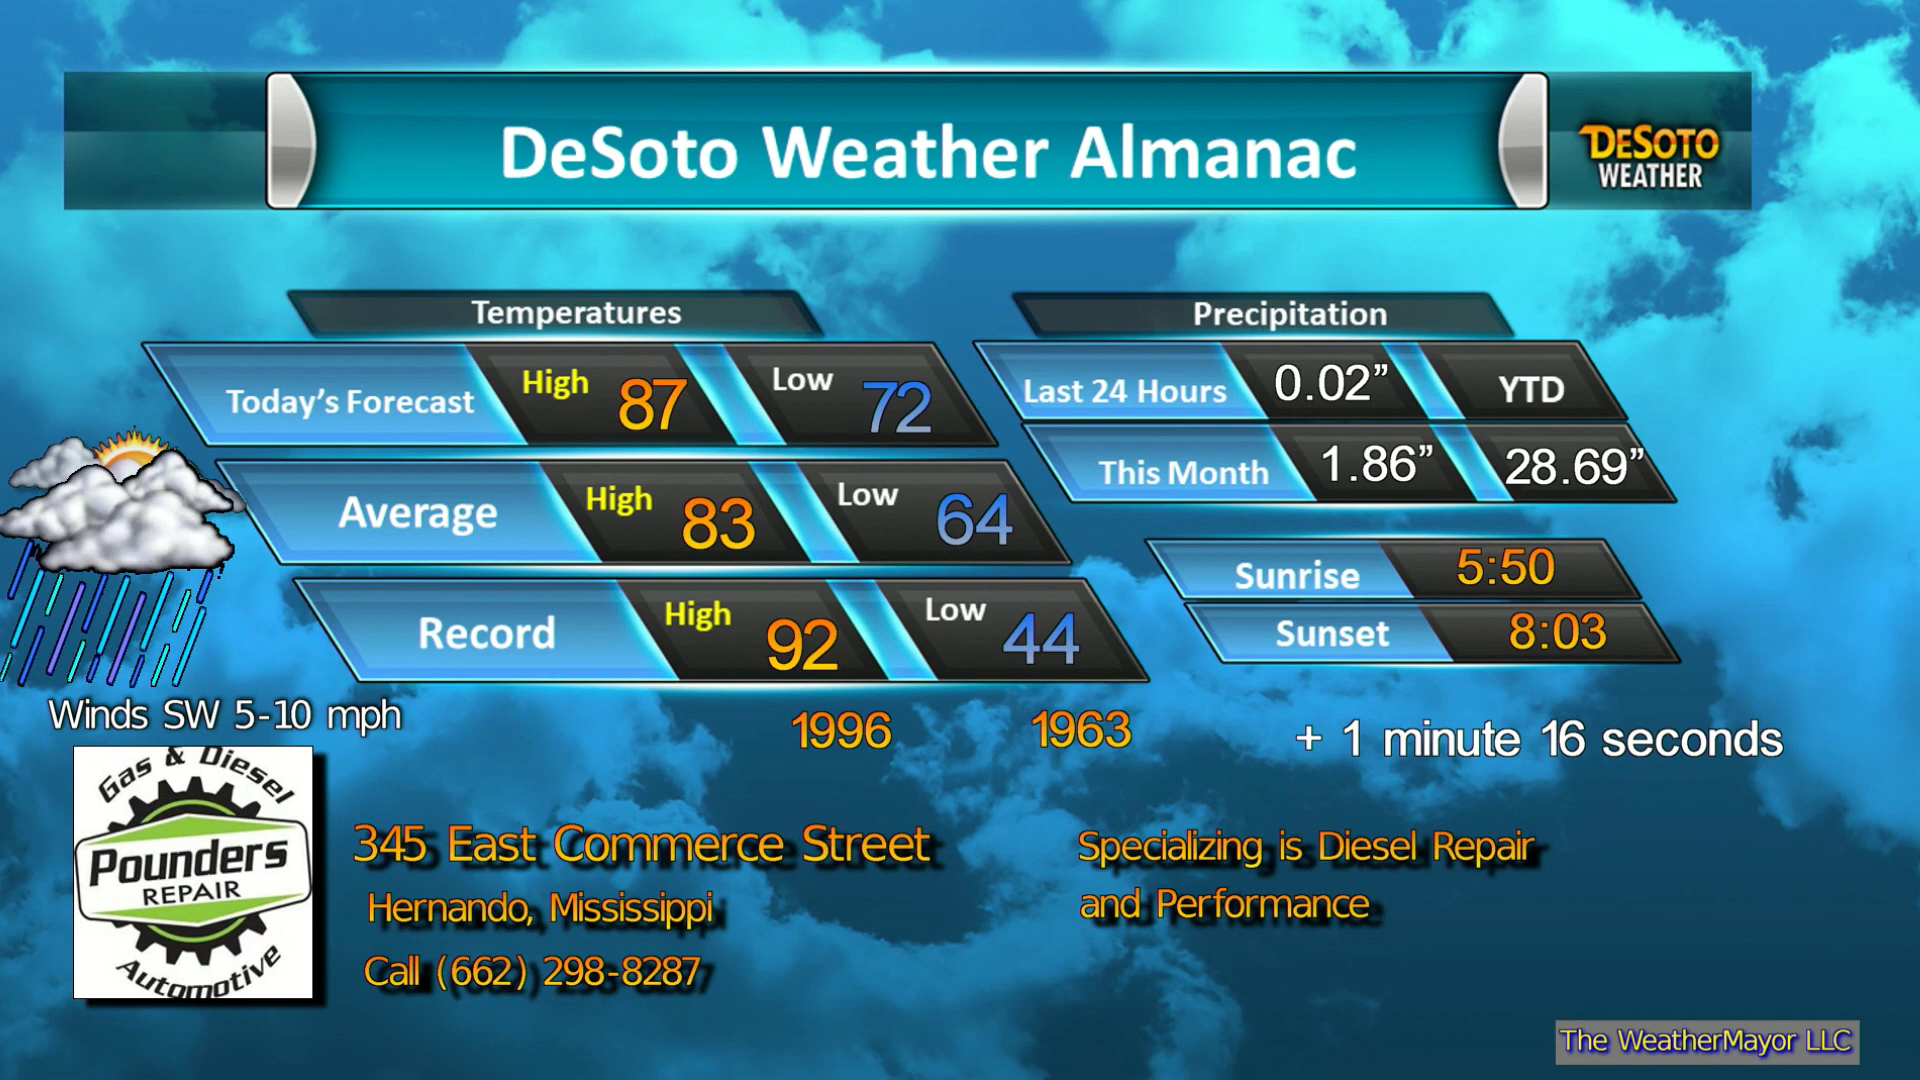 DeSoto Weather Almanac
DESOTO
WEATHER
Temperatures
Today's Forecast High 87 Low 72
Average High 83 Low 64
Record High 92 Low 44
1996 1963
Precipitation
Last 24 Hours 0.02” YTD
This Month 1.86” 28.69”
Sunrise 5:50
Sunset 8:03
+ 1 minute 16 seconds
Winds SW 5-10 mph
Gas & Diesel
Pounders
REPAIR
Automotive
345 East Commerce Street
Hernando, Mississippi
Call (662) 298-8287
Specializing is Diesel Repair
and Performance
The WeatherMayor LLC